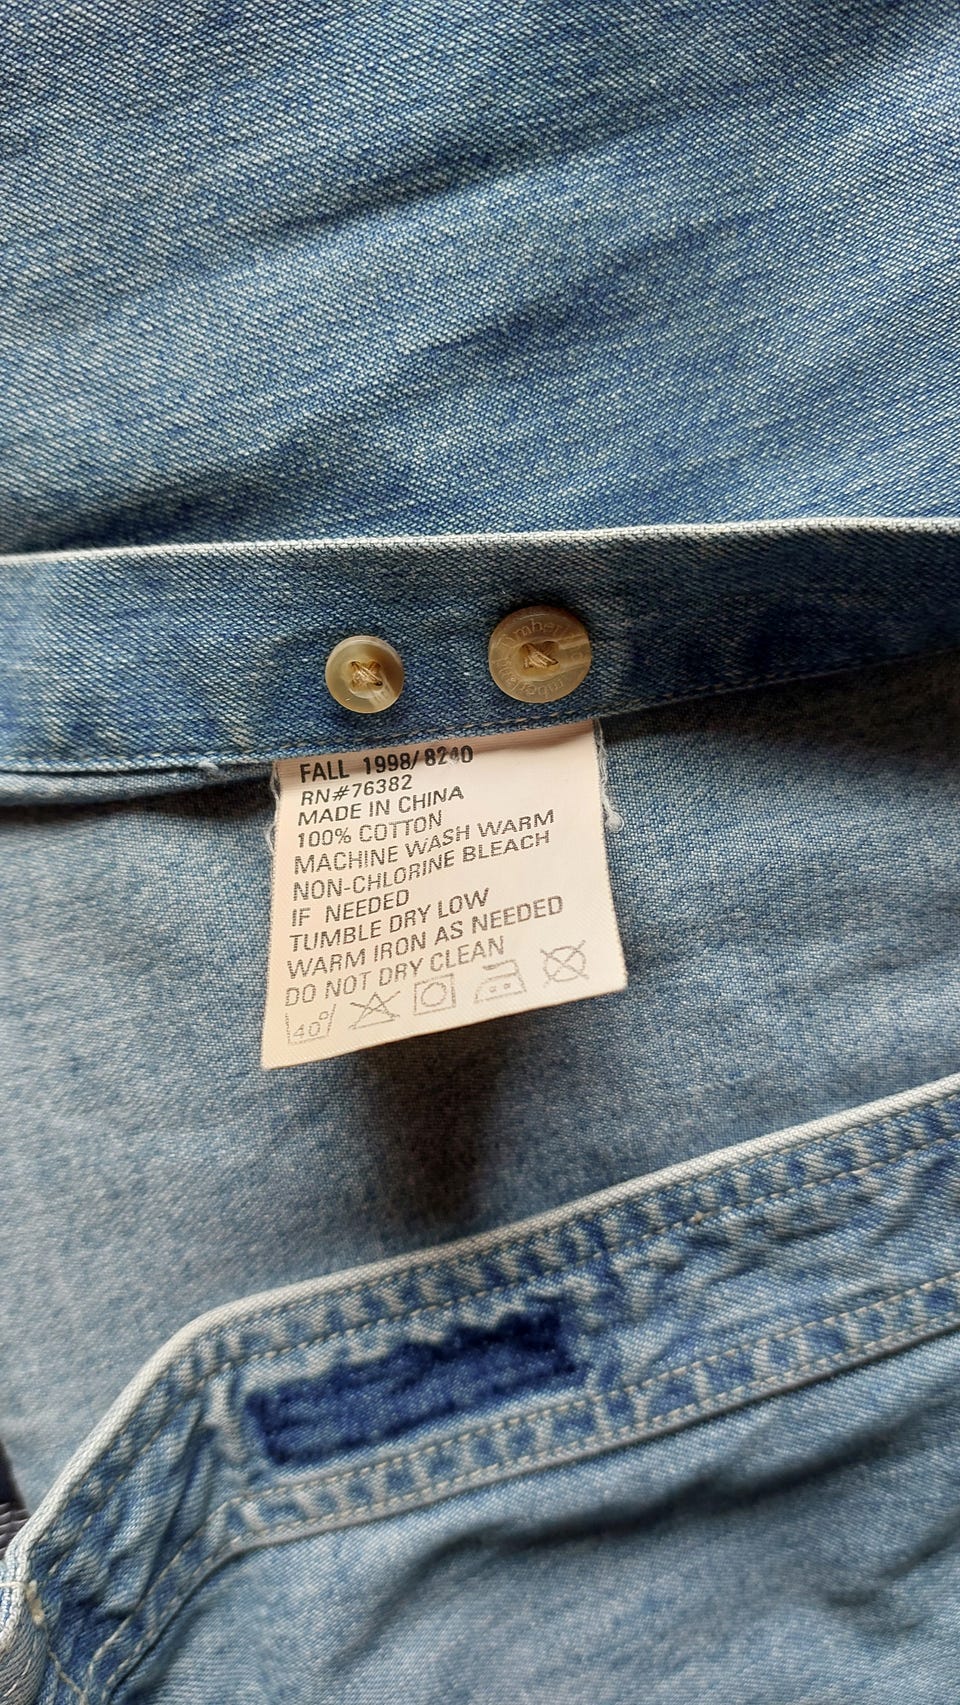 Timberland
FALL 1998/8240
RN#76382
MADE IN CHINA
100% COTTON
MACHINE WASH WARM
NON-CHLORINE BLEACH
IF NEEDED
TUMBLE DRY LOW
WARM IRON AS NEEDED
DO NOT DRY CLEAN
40°